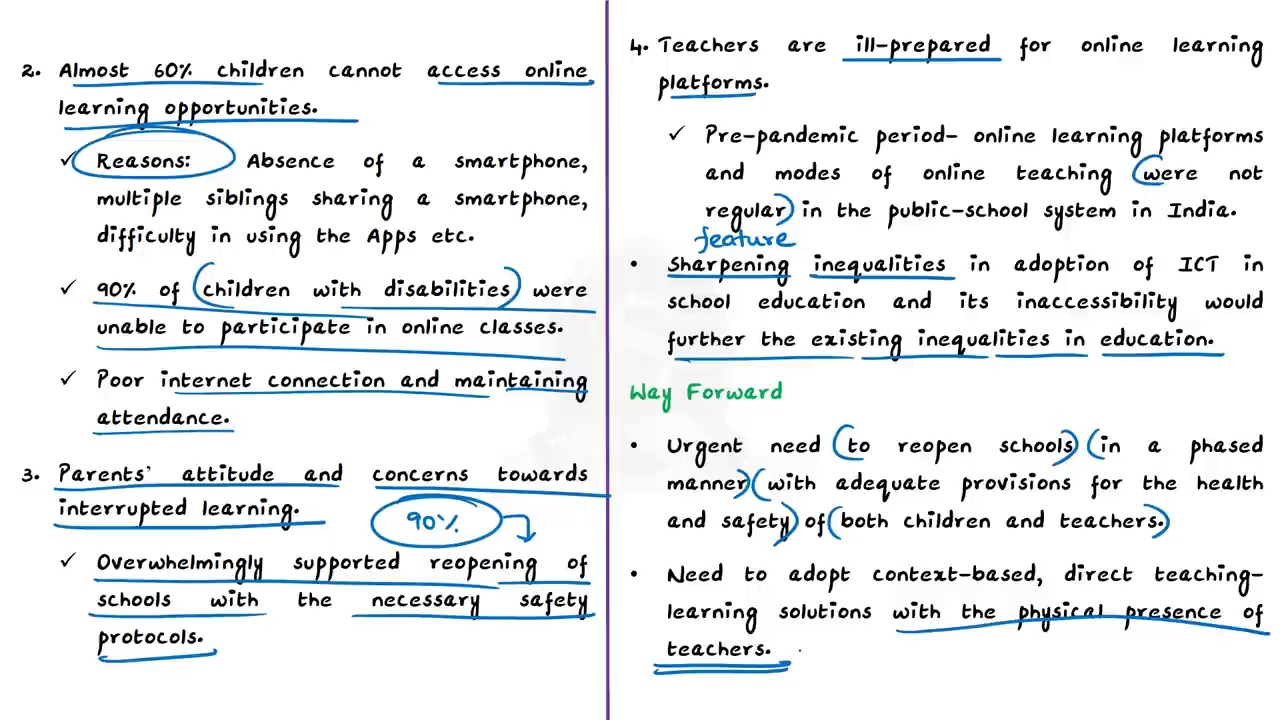 2. Almost 60% children cannot access online
learning opportunities.
✓ Reasons: Absence of a smartphone,
multiple siblings sharing a smartphone,
difficulty in using the Apps etc.
✓ 90% of (children with disabilities) were
unable to participate in online classes.
✓ Poor internet connection and maintaining
attendance.
3. Parents' attitude and concerns towards
interrupted learning.
90%
✓ Overwhelmingly supported reopening of
schools with the necessary safety
protocols.
4. Teachers are ill-prepared for online learning
platforms.
✓ Pre-pandemic period- online learning platforms
and modes of online teaching (were not
regular) in the public-school system in India.
feature
• Sharpening inequalities in adoption of ICT in
school education and its inaccessibility would
further the existing inequalities in education.
Way Forward
• Urgent need (to reopen schools) (in a phased
manner) (with adequate provisions for the health
and safety) of (both children and teachers.)
• Need to adopt context-based, direct teaching-
learning solutions with the physical presence of
teachers.